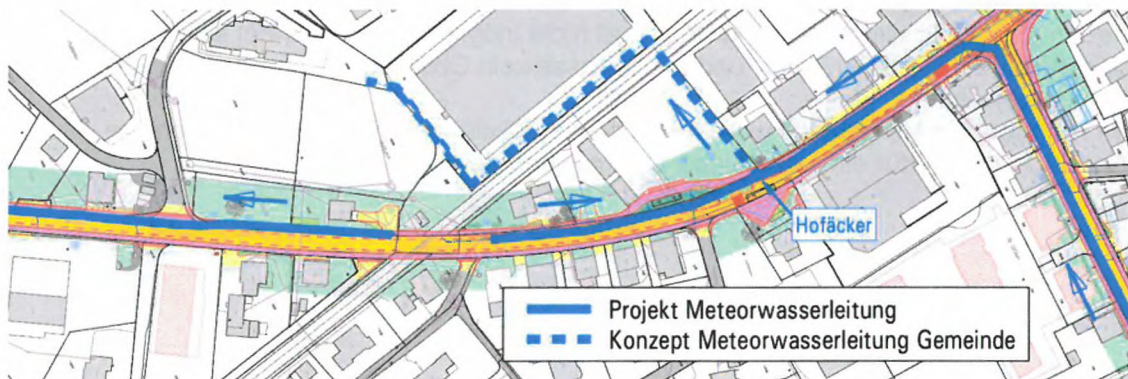 Hofäcker
Projekt Meteorwasserleitung
Konzept Meteorwasserleitung Gemeinde